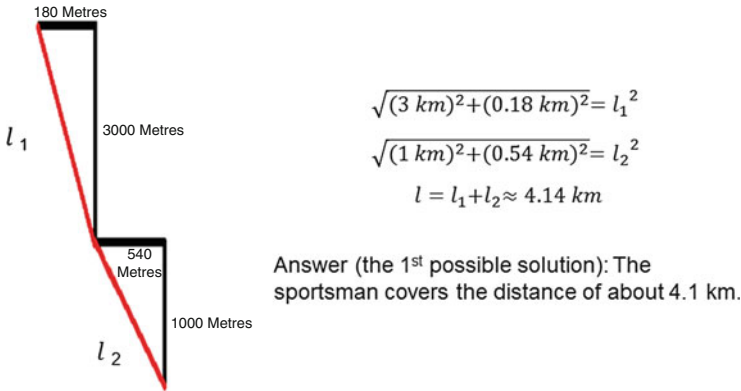 180 Metres
l₁
3000 Metres
540
Metres
1000 Metres
l₂
√(3 km)²+(0.18 km)²= l₁²
√(1 km)²+(0.54 km)²= l₂²
l = l₁+l₂≈ 4.14 km
Answer (the 1ˢᵗ possible solution): The
sportsman covers the distance of about 4.1 km.